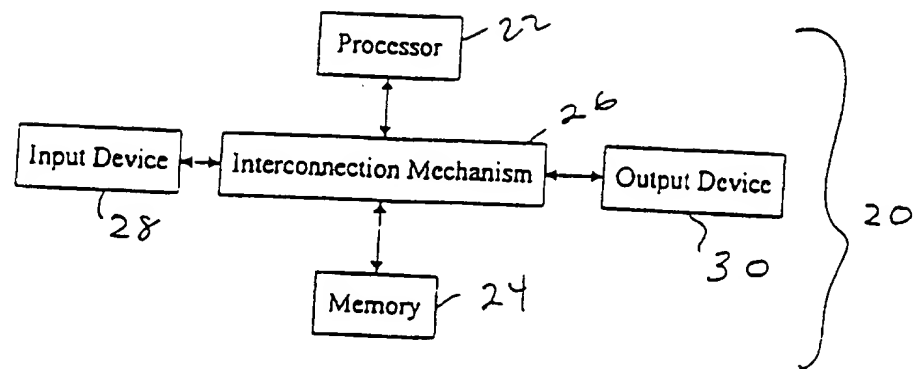 Processor
22
26
Input Device
Interconnection Mechanism
Output Device
28
30
20
Memory
24